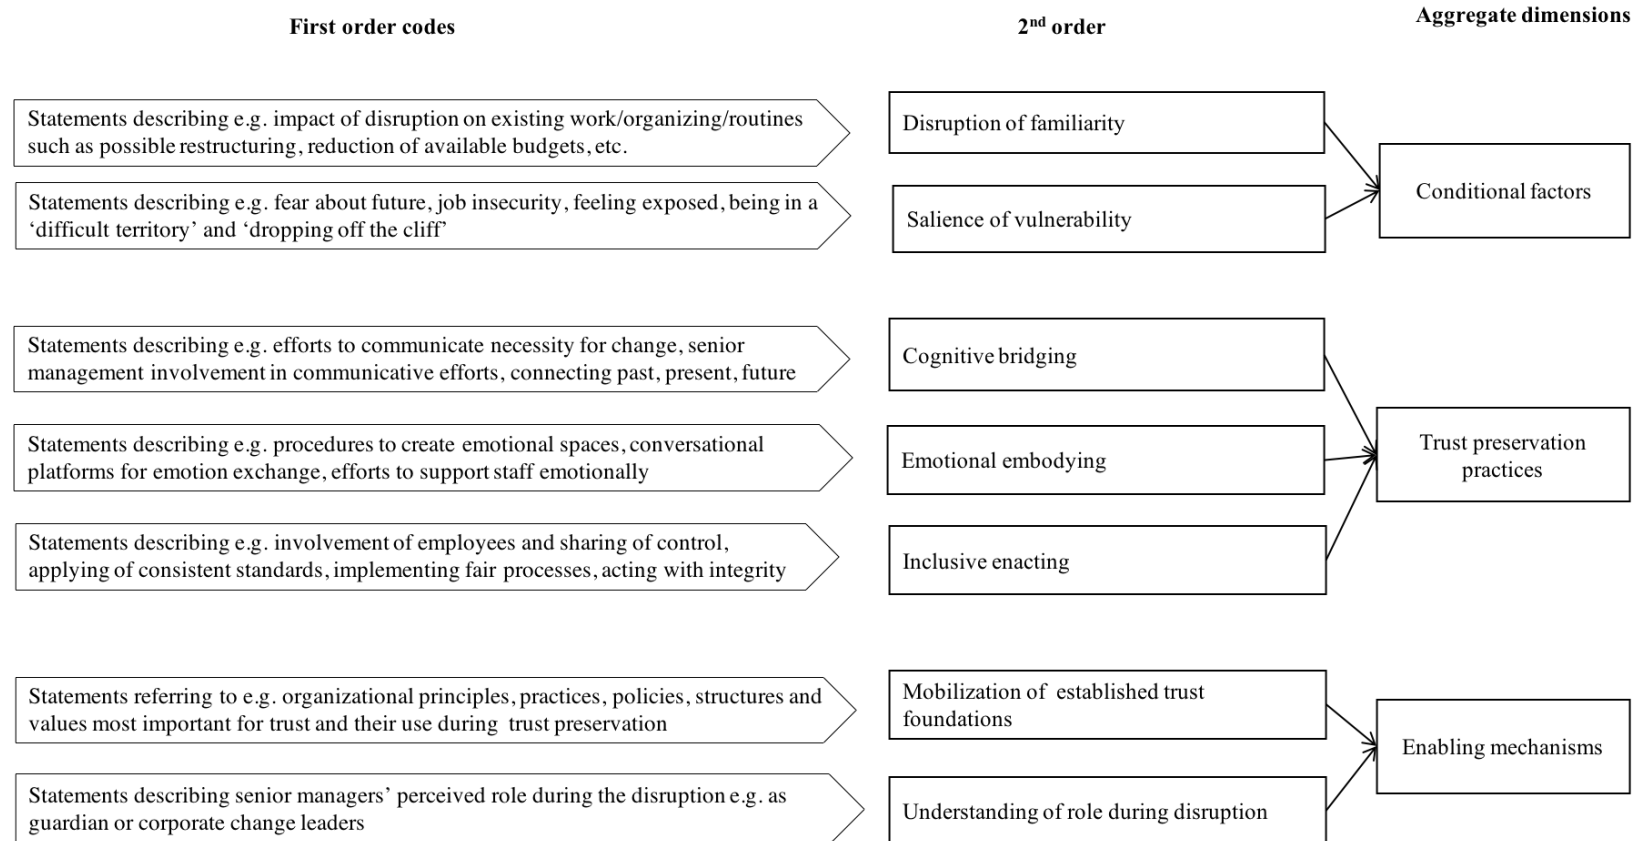 First order codes
2nd order
Aggregate dimensions
Statements describing e.g. impact of disruption on existing work/organizing/routines
such as possible restructuring, reduction of available budgets, etc.
Disruption of familiarity
Statements describing e.g. fear about future, job insecurity, feeling exposed, being in a
‘difficult territory’ and ‘dropping off the cliff’
Salience of vulnerability
Conditional factors
Statements describing e.g. efforts to communicate necessity for change, senior
management involvement in communicative efforts, connecting past, present, future
Cognitive bridging
Statements describing e.g. procedures to create emotional spaces, conversational
platforms for emotion exchange, efforts to support staff emotionally
Emotional embodying
Trust preservation
practices
Statements describing e.g. involvement of employees and sharing of control,
applying of consistent standards, implementing fair processes, acting with integrity
Inclusive enacting
Statements referring to e.g. organizational principles, practices, policies, structures and
values most important for trust and their use during trust preservation
Mobilization of established trust
foundations
Enabling mechanisms
Statements describing senior managers’ perceived role during the disruption e.g. as
guardian or corporate change leaders
Understanding of role during disruption